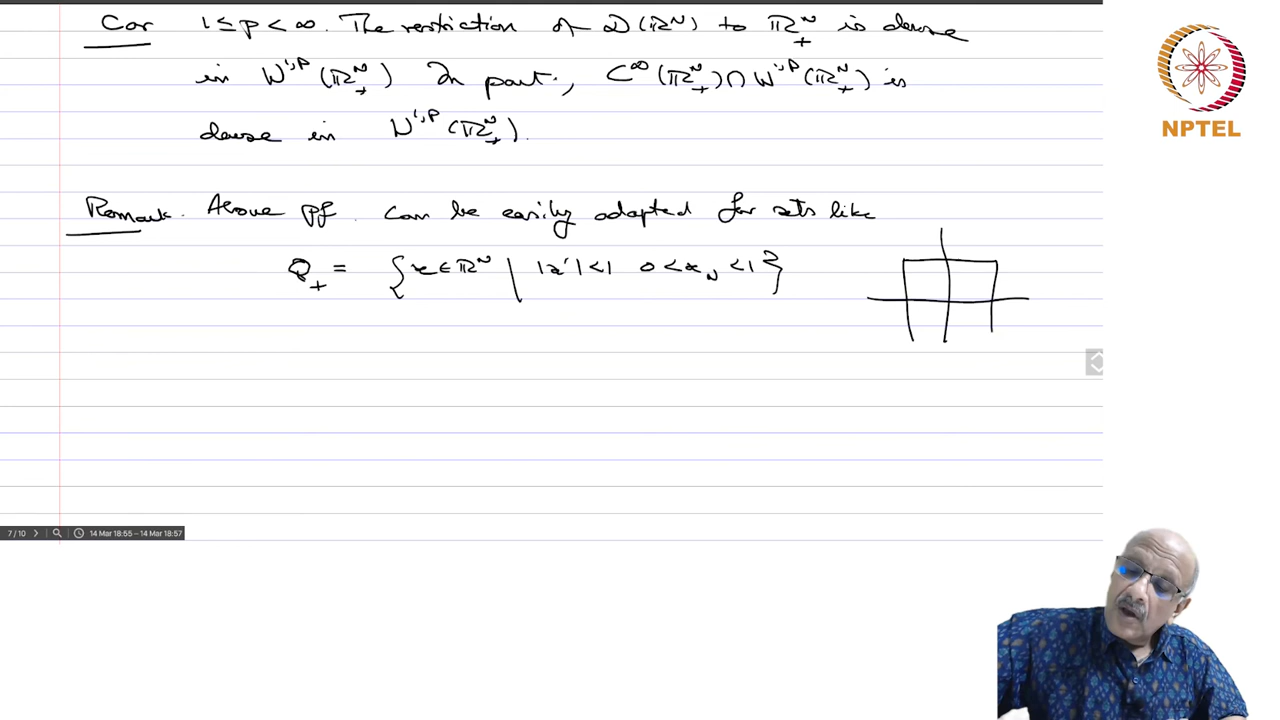 Cor 1 ≤ p < ∞. The restriction of 𝒟(ℝᴺ) to ℝᴺ₊ is dense
in W¹,ᵖ(ℝᴺ₊) In part., C^∞(ℝᴺ₊) ∩ W¹,ᵖ(ℝᴺ₊) is
dense in W¹,ᵖ(ℝᴺ₊).
Remark. Above pf. can be easily adapted for sets like
Q₊ = {x ∈ ℝᴺ | |x'| < 1 0 < x_N < 1}
NPTEL
7 / 10 14 Mar 18:55 – 14 Mar 18:57